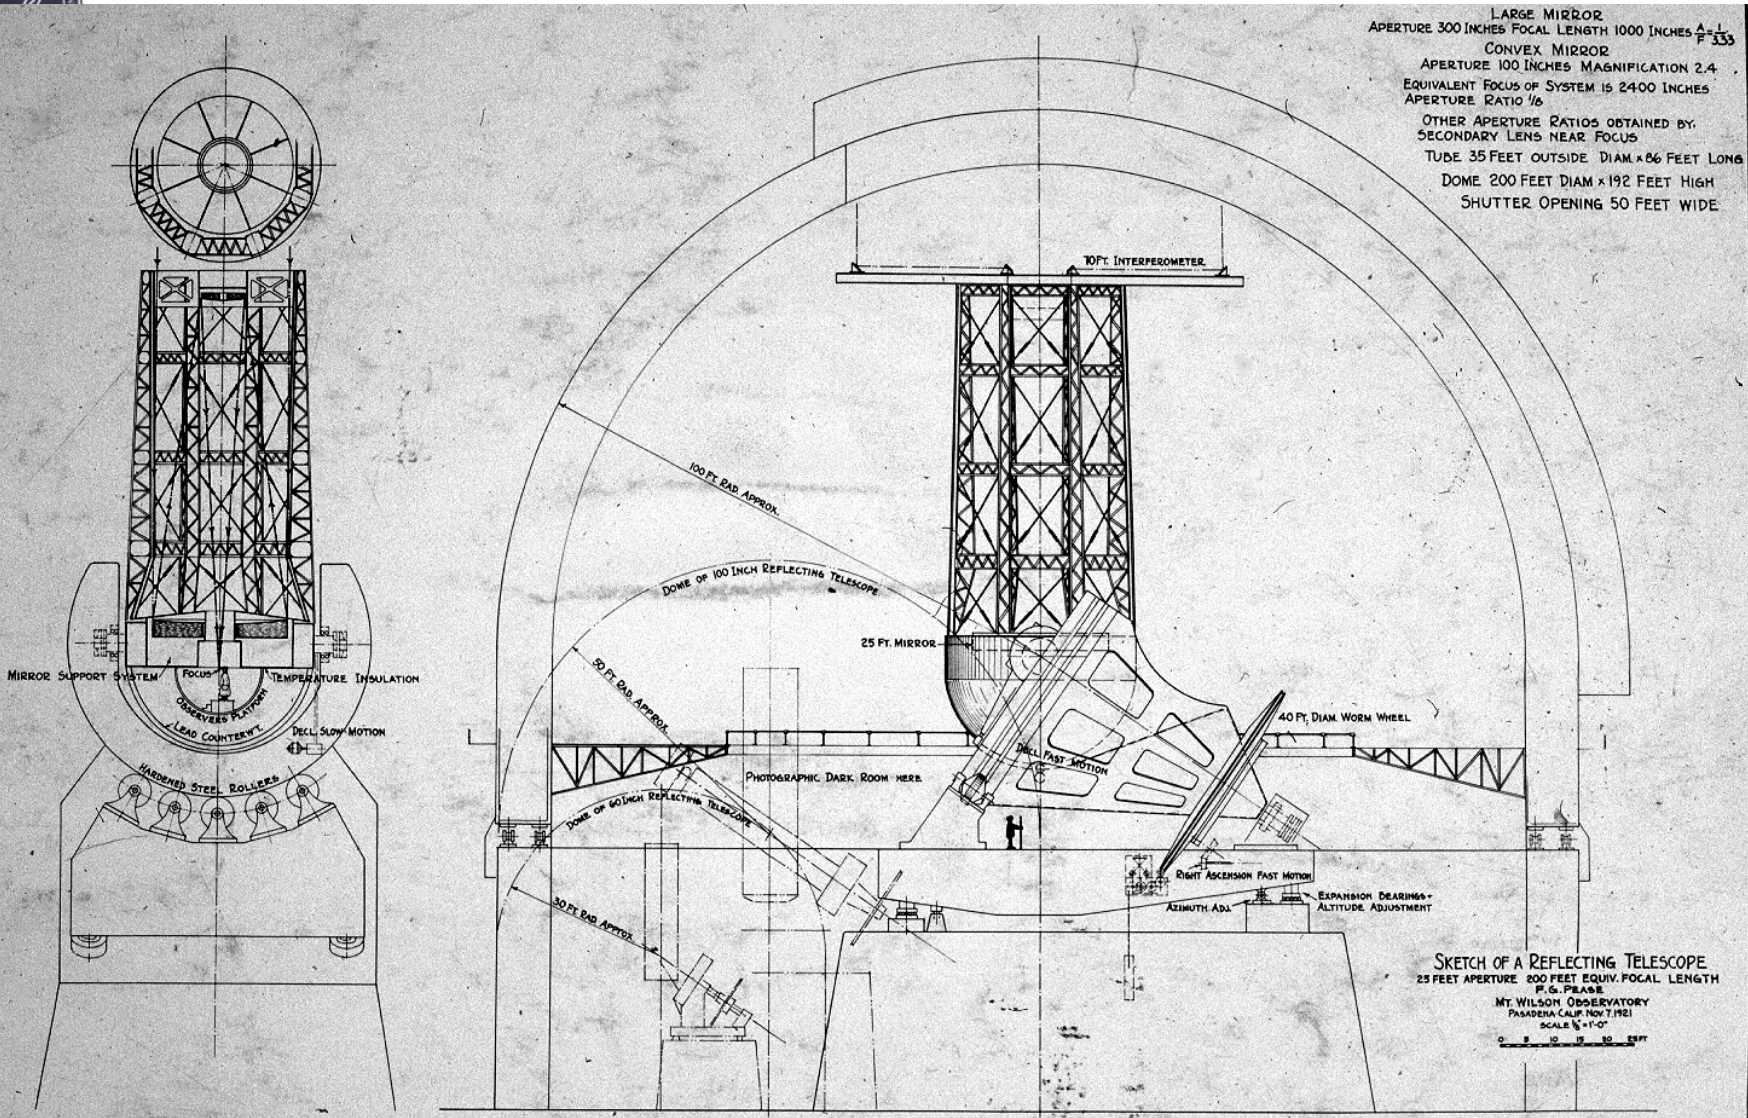 LARGE MIRROR
APERTURE 300 INCHES FOCAL LENGTH 1000 INCHES A/F = 1/3.33
CONVEX MIRROR
APERTURE 100 INCHES MAGNIFICATION 2.4
EQUIVALENT FOCUS OF SYSTEM IS 2400 INCHES
APERTURE RATIO 1/8
OTHER APERTURE RATIOS OBTAINED BY.
SECONDARY LENS NEAR FOCUS
TUBE 35 FEET OUTSIDE DIAM. x 86 FEET LONG
DOME 200 FEET DIAM x 192 FEET HIGH
SHUTTER OPENING 50 FEET WIDE
70 FT. INTERFEROMETER
100 FT. RAD. APPROX.
DOME OF 100 INCH REFLECTING TELESCOPE
25 FT. MIRROR
50 FT. RAD. APPROX.
MIRROR SUPPORT SYSTEM
FOCUS
TEMPERATURE INSULATION
OBSERVERS PLATFORM
LEAD COUNTERW'T.
DECL. SLOW MOTION
HARDENED STEEL ROLLERS
40 FT. DIAM. WORM WHEEL
DECL. FAST MOTION
PHOTOGRAPHIC DARK ROOM HERE
DOME OF 60 INCH REFLECTING TELESCOPE
30 FT RAD APPROX.
RIGHT ASCENSION FAST MOTION
AZIMUTH ADJ.
EXPANSION BEARINGS +
ALTITUDE ADJUSTMENT
SKETCH OF A REFLECTING TELESCOPE
25 FEET APERTURE 200 FEET EQUIV. FOCAL LENGTH
F.G. PEASE
MT. WILSON OBSERVATORY
PASADENA CALIF. NOV. 7, 1921
SCALE 1/8" = 1'-0"
0 5 10 15 20 25 FT